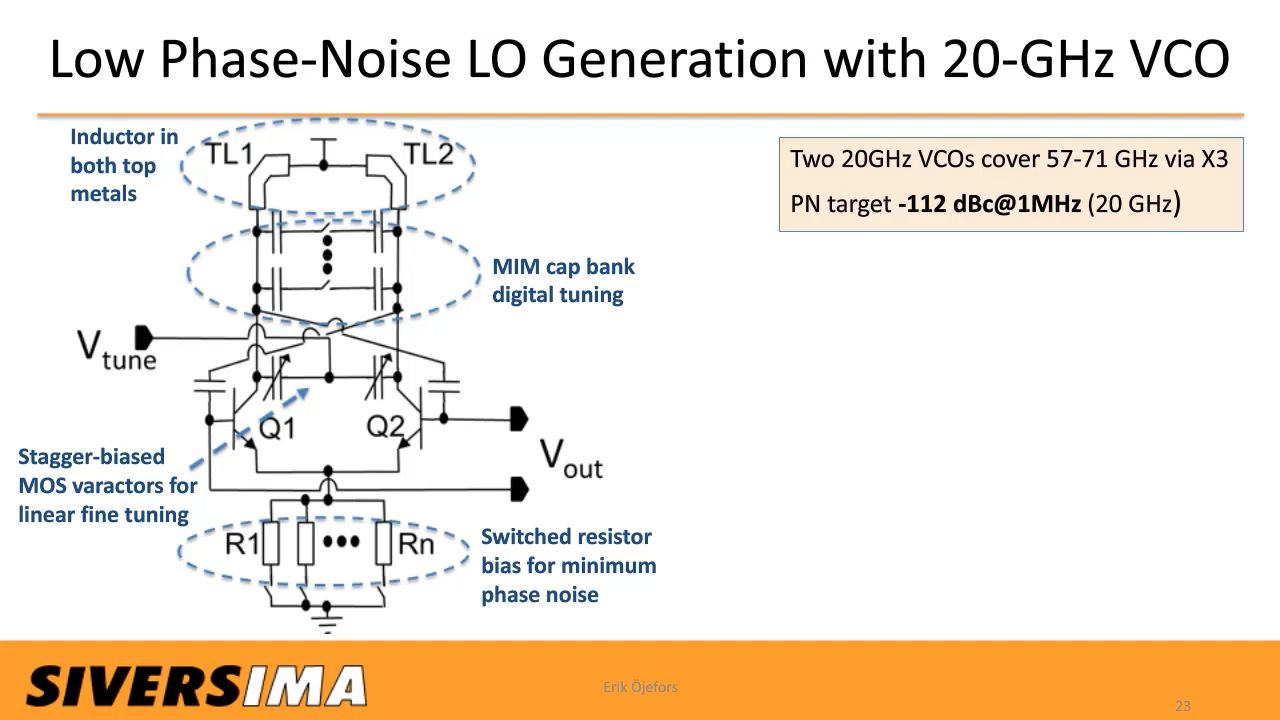 Low Phase-Noise LO Generation with 20-GHz VCO
Inductor in
both top
metals
TL1
TL2
Two 20GHz VCOs cover 57-71 GHz via X3
PN target -112 dBc@1MHz (20 GHz)
MIM cap bank
digital tuning
Vtune
Q1
Q2
Vout
Stagger-biased
MOS varactors for
linear fine tuning
R1
Rn
Switched resistor
bias for minimum
phase noise
SIVERSIMA
Erik Öjefors
23